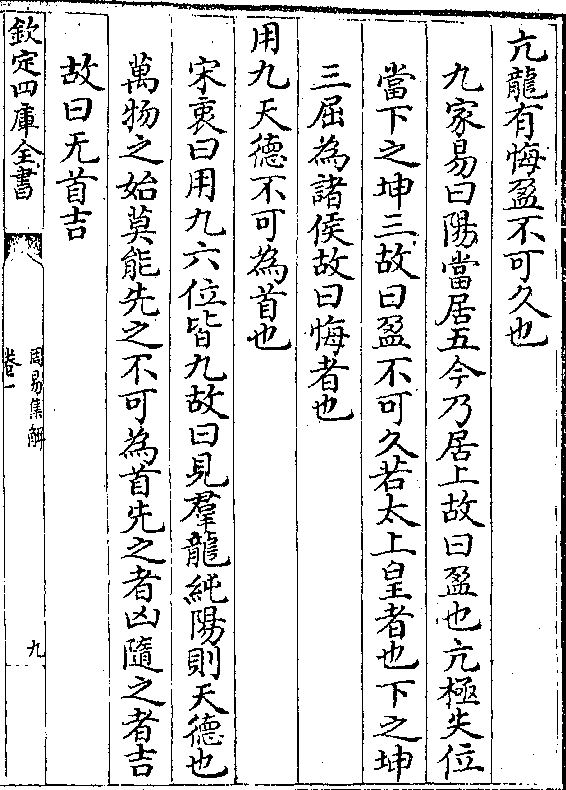 亢龍有悔盈不可久也
九家易曰陽當居五今乃居上故曰盈也亢極失位
當下之坤三故曰盈不可久若太上皇者也下之坤
三屈為諸侯故曰悔者也
用九天德不可為首也
宋衷曰用九六位皆九故曰見羣龍純陽則天德也
萬物之始莫能先之不可為首先之者凶隨之者吉
故曰无首吉
欽定四庫全書
周易集解
卷一
九